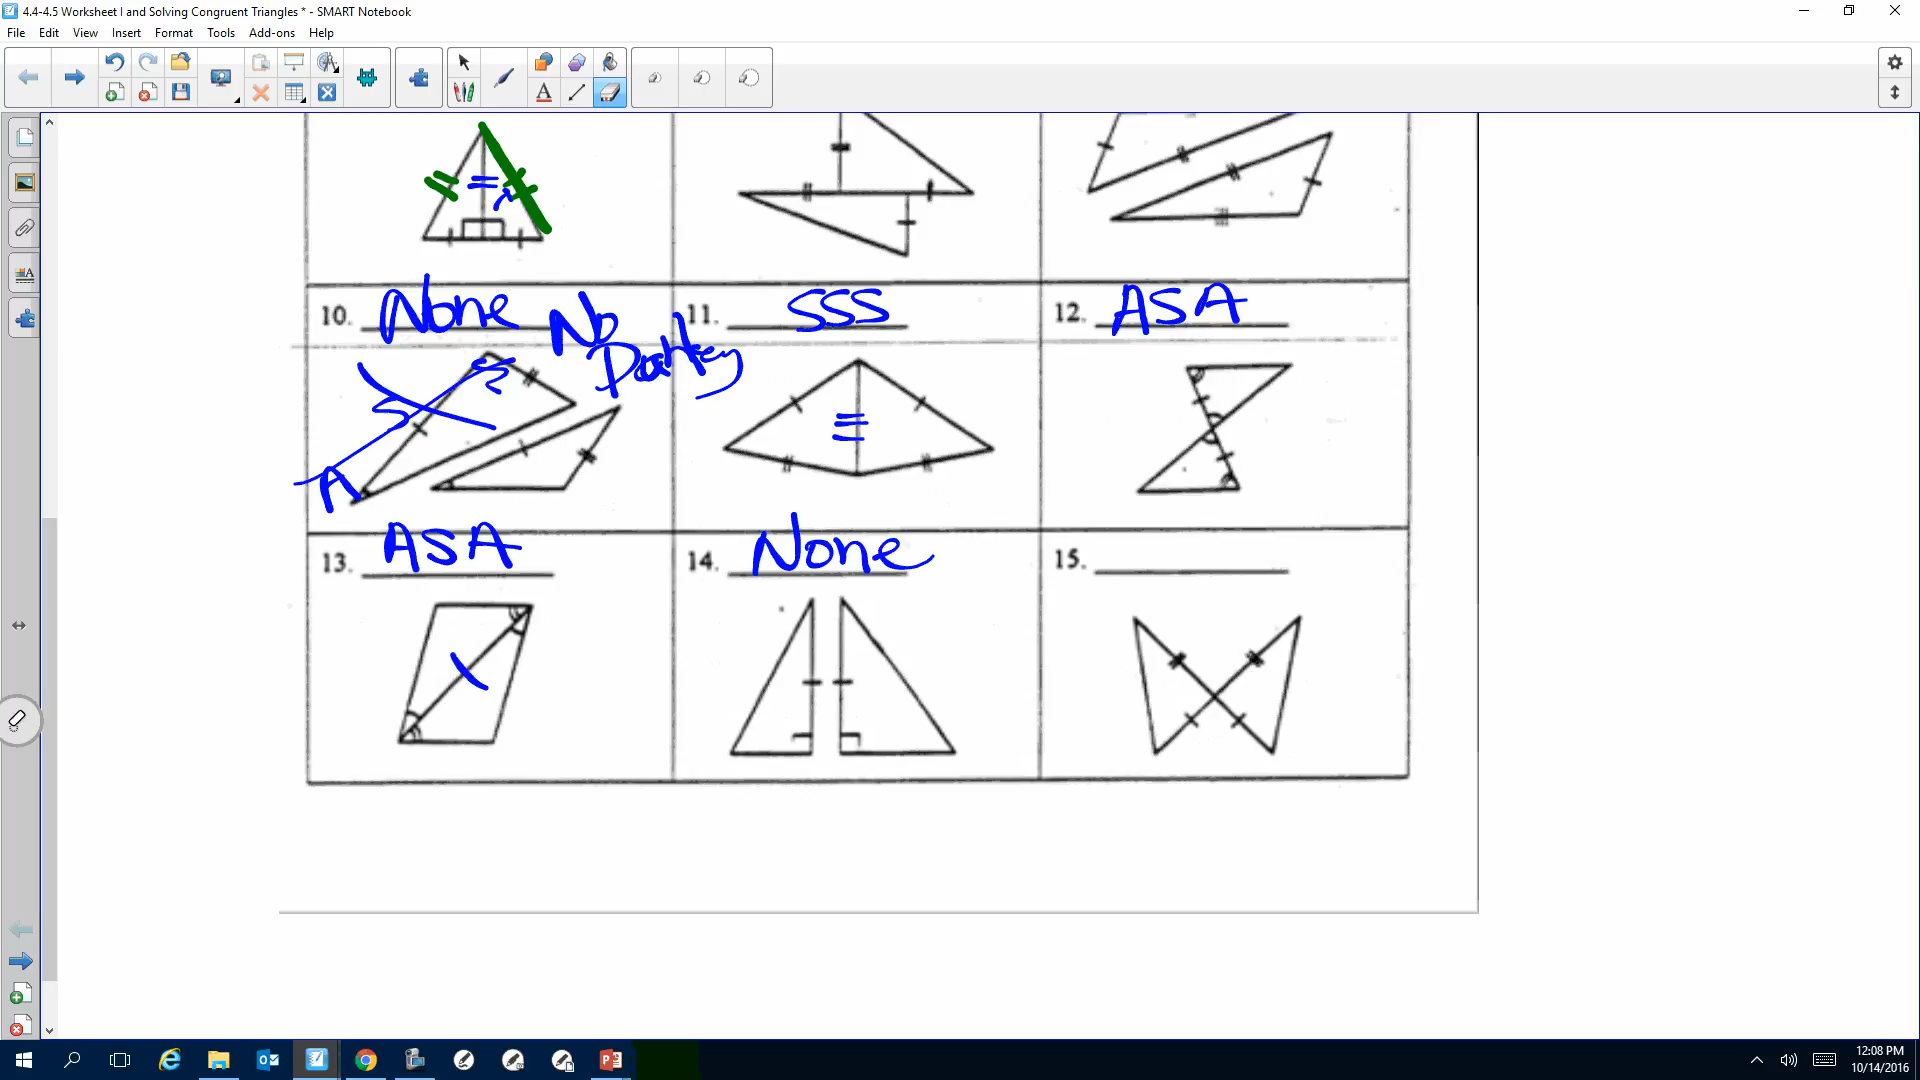 4.4-4.5 Worksheet I and Solving Congruent Triangles * - SMART Notebook
File Edit View Insert Format Tools Add-ons Help
10. None No 11. SSS 12. ASA
A S S
13. ASA 14. None 15.
12:08 PM
10/14/2016